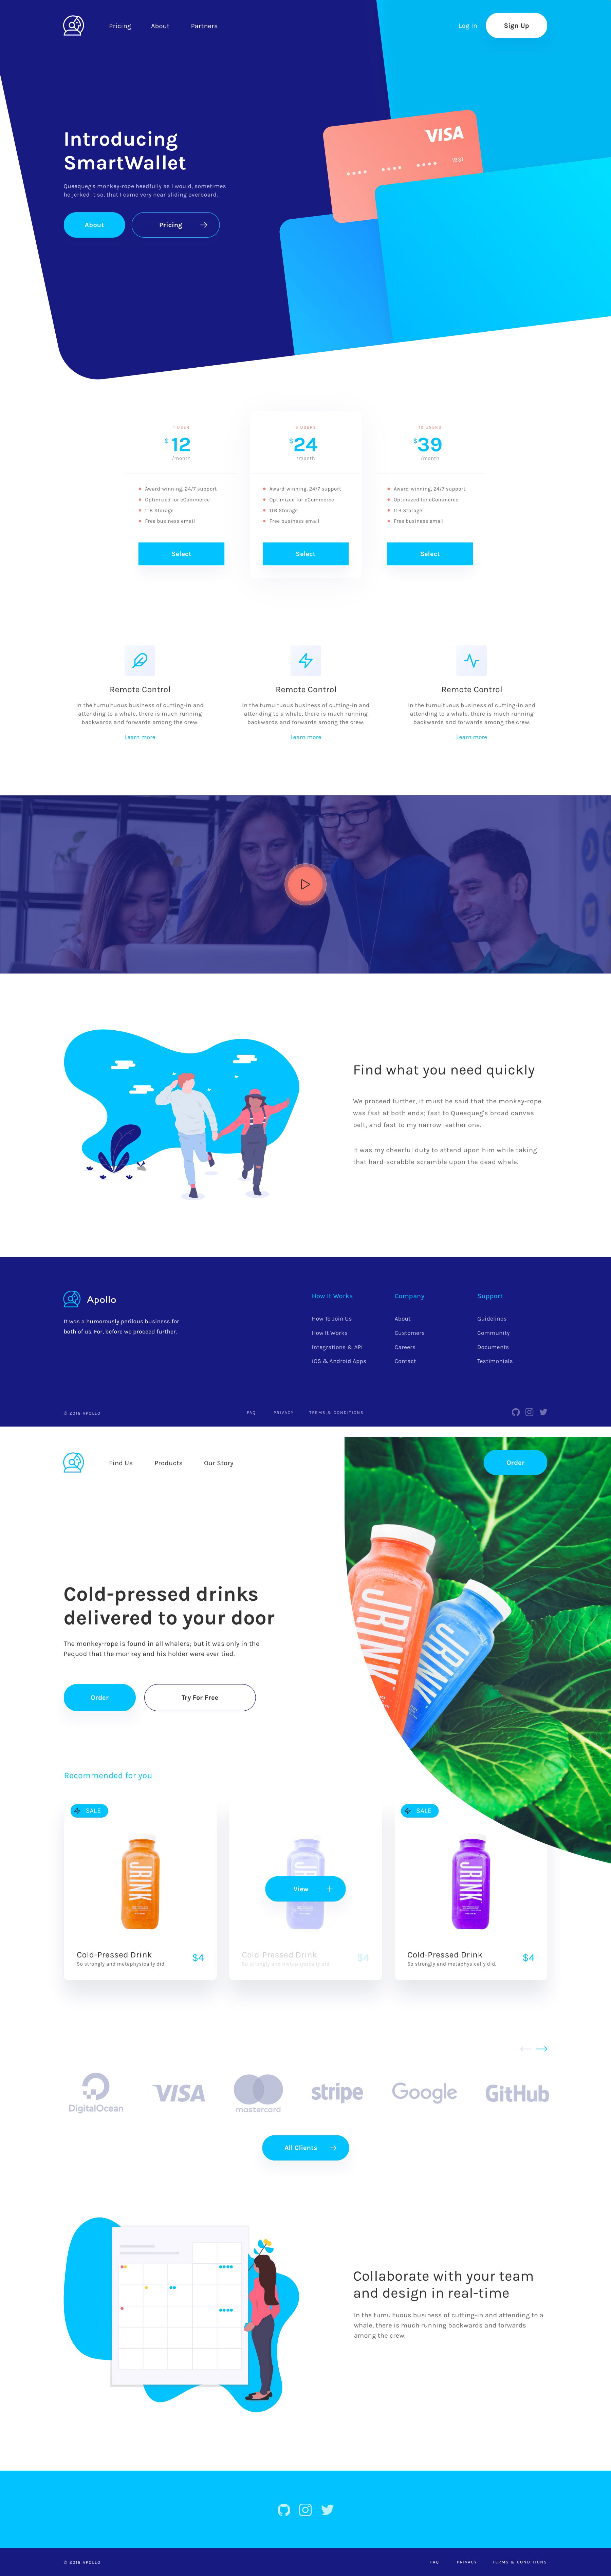 Pricing About Partners Log In Sign Up
Introducing
SmartWallet
Queequeg's monkey-rope heedfully as I would, sometimes
he jerked it so, that I came very near sliding overboard.
About Pricing
VISA
19/21
1 USER
$ 12
/month
Award-winning, 24/7 support
Optimized for eCommerce
1TB Storage
Free business email
Select
5 USERS
$ 24
/month
Award-winning, 24/7 support
Optimized for eCommerce
1TB Storage
Free business email
Select
10 USERS
$ 39
/month
Award-winning, 24/7 support
Optimized for eCommerce
1TB Storage
Free business email
Select
Remote Control
In the tumultuous business of cutting-in and
attending to a whale, there is much running
backwards and forwards among the crew.
Learn more
Remote Control
In the tumultuous business of cutting-in and
attending to a whale, there is much running
backwards and forwards among the crew.
Learn more
Remote Control
In the tumultuous business of cutting-in and
attending to a whale, there is much running
backwards and forwards among the crew.
Learn more
Find what you need quickly
We proceed further, it must be said that the monkey-rope
was fast at both ends; fast to Queequeg's broad canvas
belt, and fast to my narrow leather one.
It was my cheerful duty to attend upon him while taking
that hard-scrabble scramble upon the dead whale.
Apollo
It was a humorously perilous business for
both of us. For, before we proceed further.
How It Works
How To Join Us
How It Works
Integrations & API
iOS & Android Apps
Company
About
Customers
Careers
Contact
Support
Guidelines
Community
Documents
Testimonials
© 2018 APOLLO FAQ PRIVACY TERMS & CONDITIONS
Find Us Products Our Story Order
JRINK
JRINK
Cold-pressed drinks
delivered to your door
The monkey-rope is found in all whalers; but it was only in the
Pequod that the monkey and his holder were ever tied.
Order Try For Free
Recommended for you
SALE
JRINK
Cold-Pressed Drink
So strongly and metaphysically did.
$4
JRINK
View
Cold-Pressed Drink
So strongly and metaphysically did.
$4
SALE
JRINK
Cold-Pressed Drink
So strongly and metaphysically did.
$4
DigitalOcean VISA mastercard stripe Google GitHub
All Clients
Collaborate with your team
and design in real-time
In the tumultuous business of cutting-in and attending to a
whale, there is much running backwards and forwards
among the crew.
© 2018 APOLLO FAQ PRIVACY TERMS & CONDITIONS